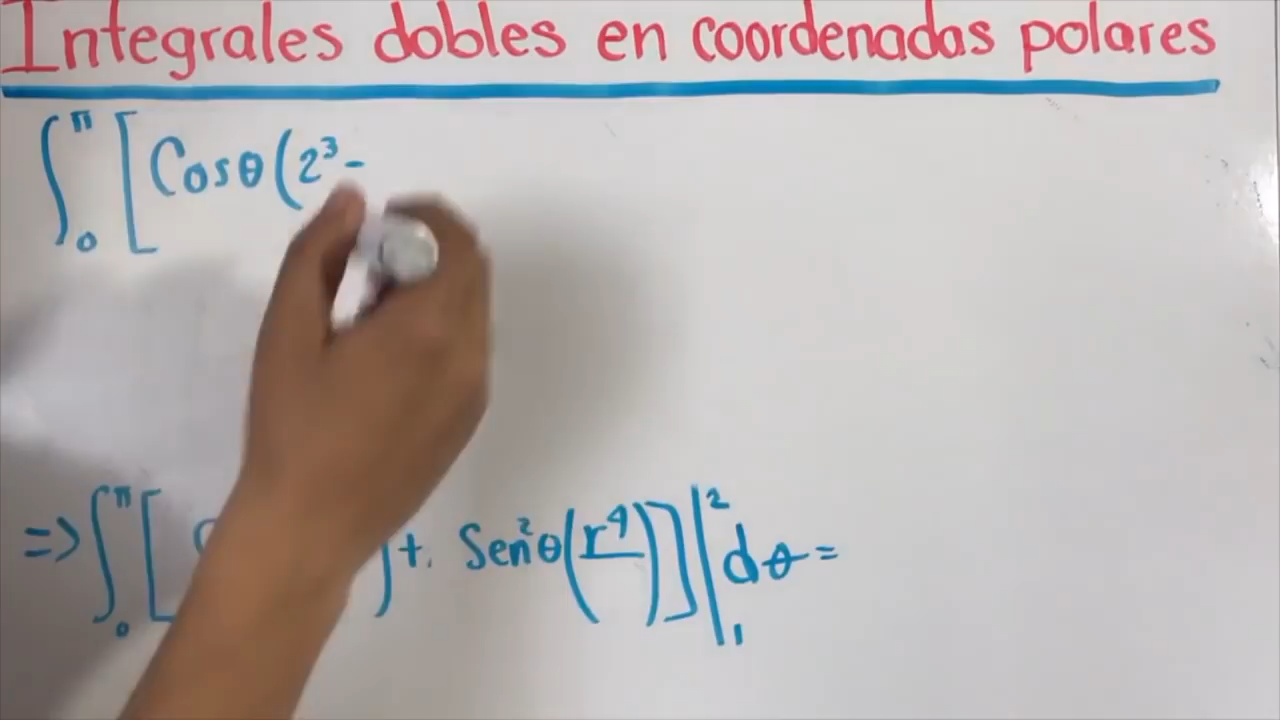 Integrales dobles en coordenadas polares
∫₀^π [Cosθ(2³-
=> ∫₀^π [ )+ Sen²θ(r⁴)]|₁² dθ =